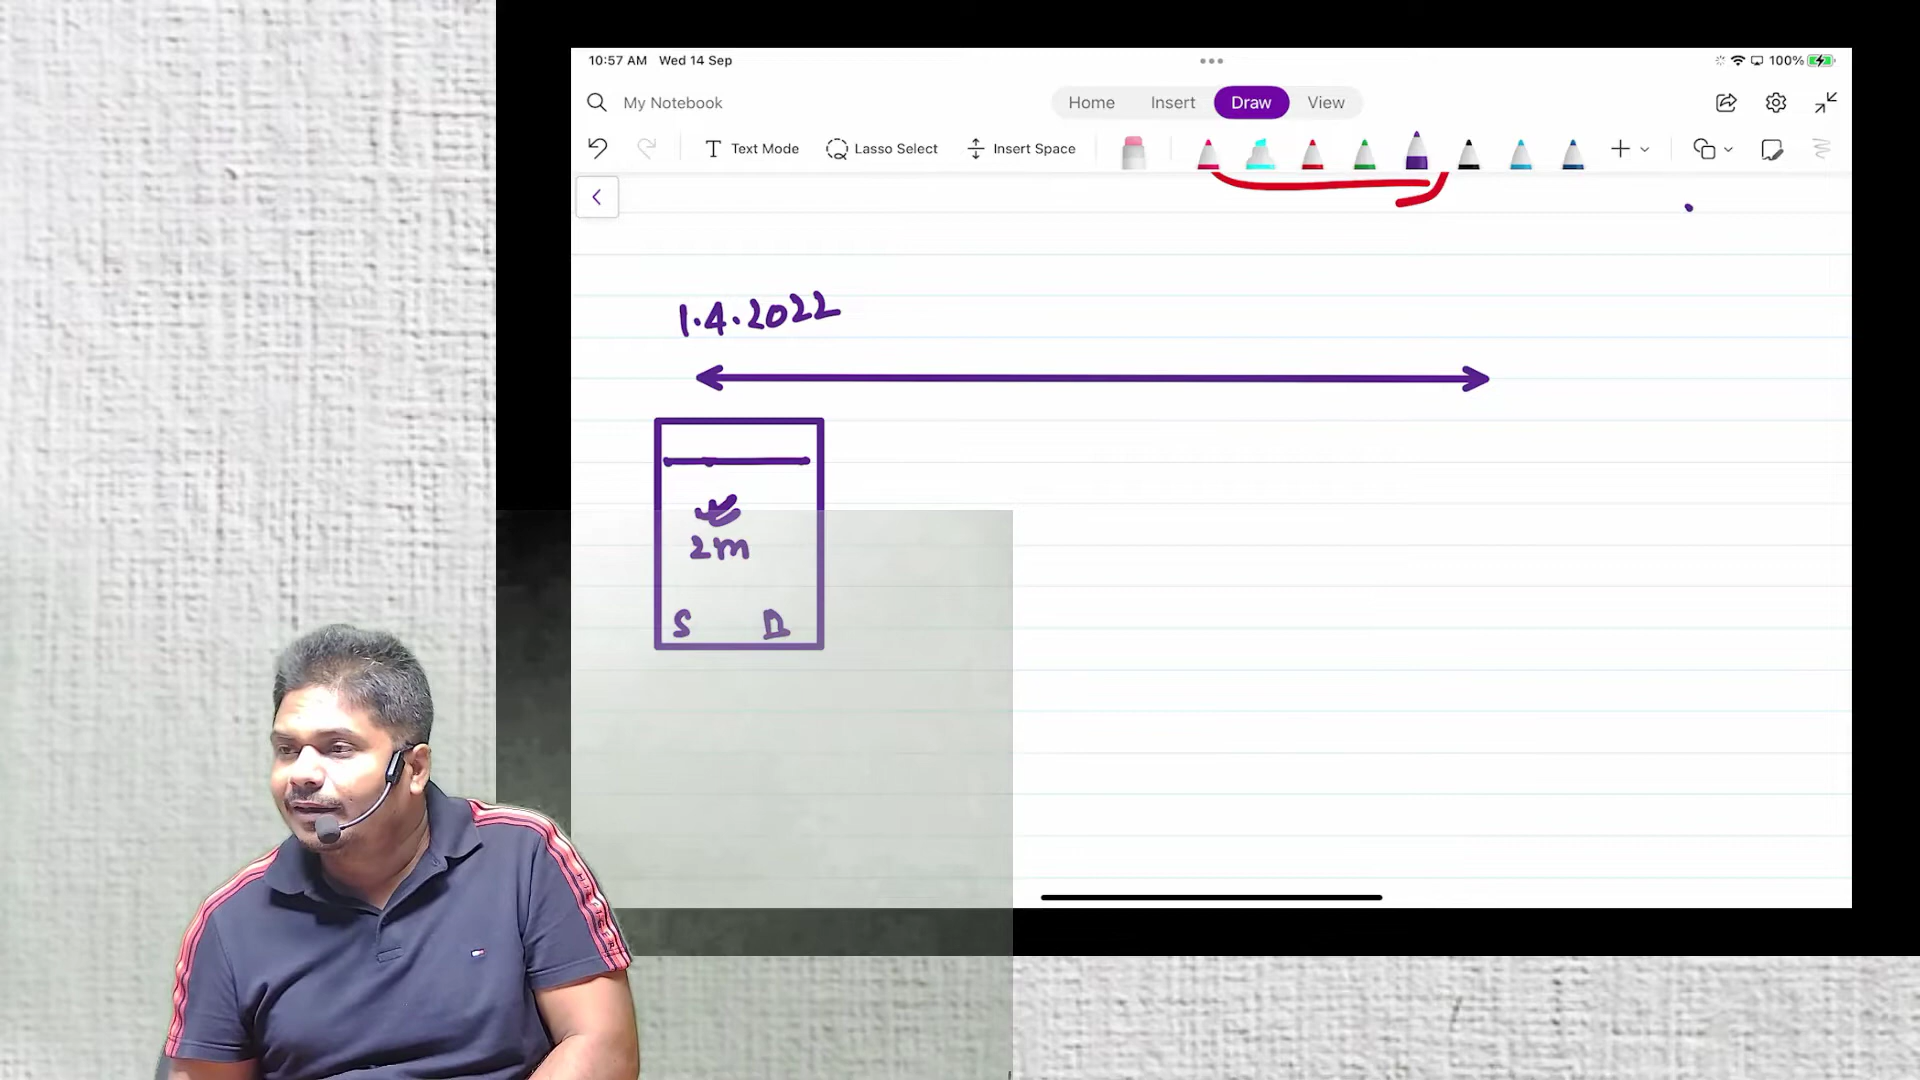 10:57 AM Wed 14 Sep
100%
My Notebook
Home Insert Draw View
Text Mode Lasso Select Insert Space
1.4.2022
2m
S D